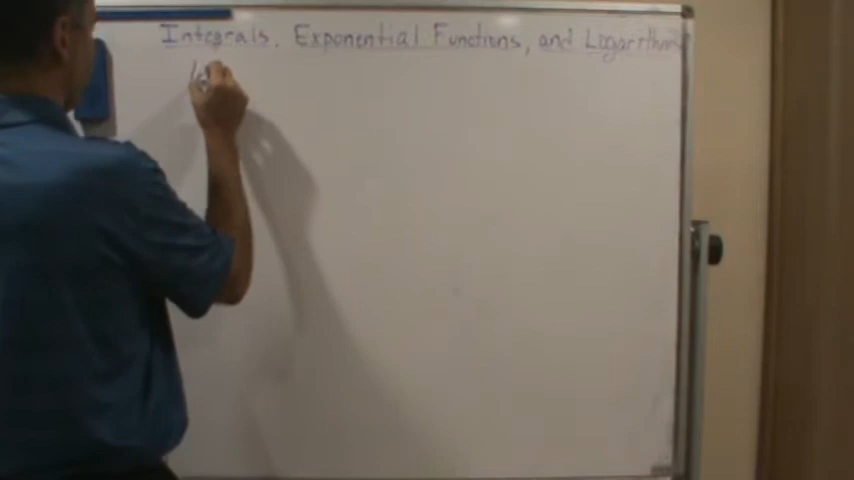 Integrals, Exponential Functions, and Logarithms